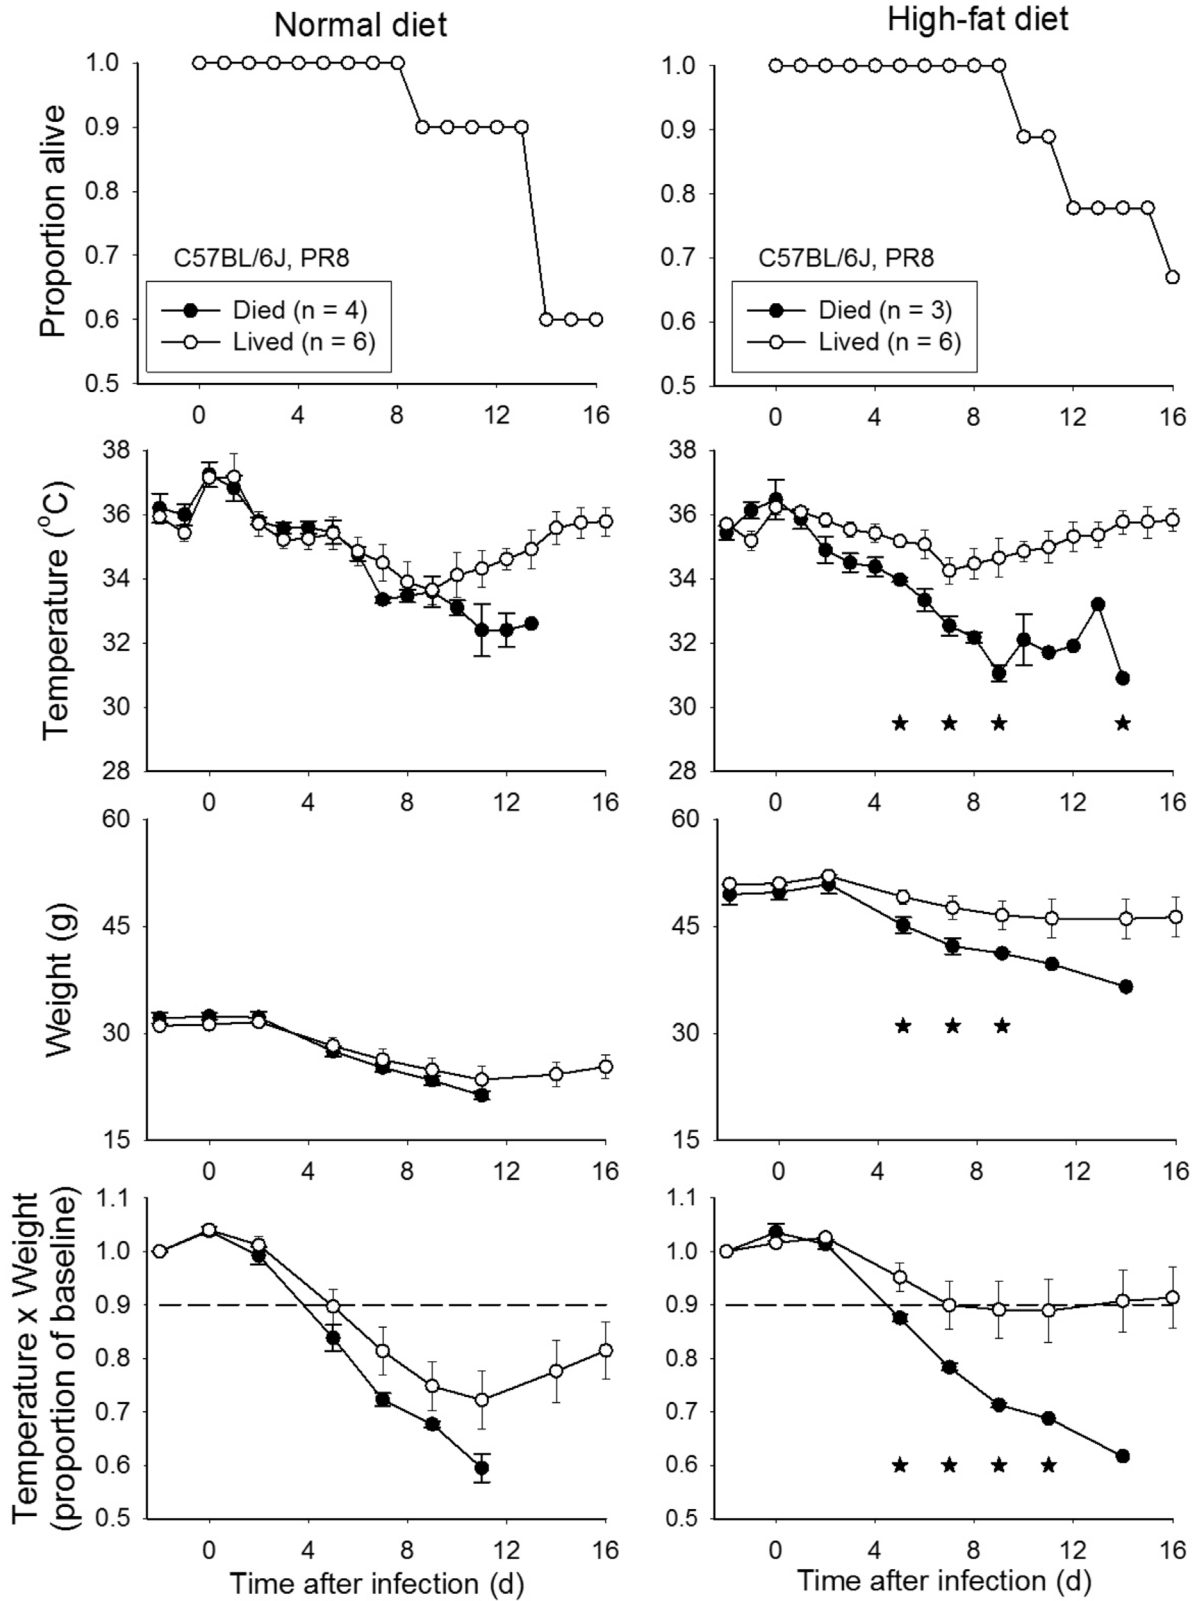 Normal diet
High-fat diet
Proportion alive
1.0
0.9
0.8
0.7
0.6
0.5
C57BL/6J, PR8
Died (n = 4)
Lived (n = 6)
0 4 8 12 16
1.0
0.9
0.8
0.7
0.6
0.5
C57BL/6J, PR8
Died (n = 3)
Lived (n = 6)
0 4 8 12 16
Temperature (°C)
38
36
34
32
30
28
0 4 8 12 16
38
36
34
32
30
28
★ ★ ★ ★
0 4 8 12 16
Weight (g)
60
45
30
15
0 4 8 12 16
60
45
30
15
★ ★ ★
0 4 8 12 16
Temperature x Weight
(proportion of baseline)
1.1
1.0
0.9
0.8
0.7
0.6
0.5
0 4 8 12 16
Time after infection (d)
1.1
1.0
0.9
0.8
0.7
0.6
0.5
★ ★ ★ ★
0 4 8 12 16
Time after infection (d)